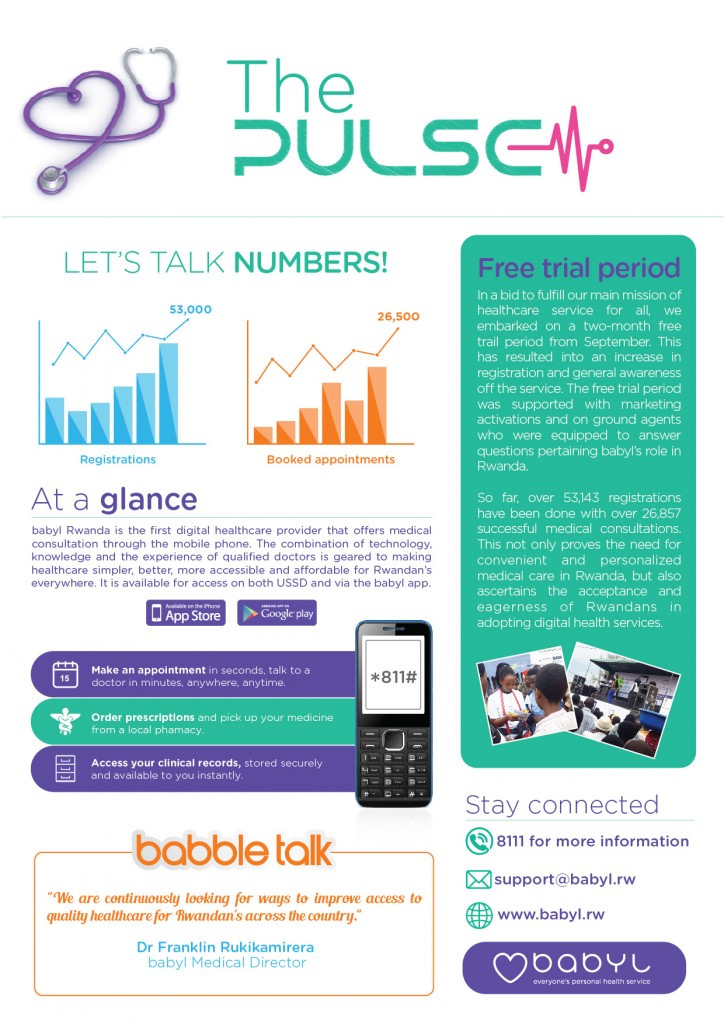 The
PULSE
LET'S TALK NUMBERS!
53,000
Registrations
26,500
Booked appointments
At a glance
babyl Rwanda is the first digital healthcare provider that offers medical
consultation through the mobile phone. The combination of technology,
knowledge and the experience of qualified doctors is geared to making
healthcare simpler, better, more accessible and affordable for Rwandan's
everywhere. It is available for access on both USSD and via the babyl app.
Available on the iPhone
App Store
ANDROID APP ON
Google play
15
Make an appointment in seconds, talk to a
doctor in minutes, anywhere, anytime.
Order prescriptions and pick up your medicine
from a local phamacy.
Access your clinical records, stored securely
and available to you instantly.
*811#
babble talk
"We are continuously looking for ways to improve access to
quality healthcare for Rwandan's across the country."
Dr Franklin Rukikamirera
babyl Medical Director
Free trial period
In a bid to fulfill our main mission of
healthcare service for all, we
embarked on a two-month free
trail period from September. This
has resulted into an increase in
registration and general awareness
off the service. The free trial period
was supported with marketing
activations and on ground agents
who were equipped to answer
questions pertaining babyl's role in
Rwanda.
So far, over 53,143 registrations
have been done with over 26,857
successful medical consultations.
This not only proves the need for
convenient and personalized
medical care in Rwanda, but also
ascertains the acceptance and
eagerness of Rwandans in
adopting digital health services.
Stay connected
8111 for more information
support@babyl.rw
www.babyl.rw
babyl
everyone's personal health service